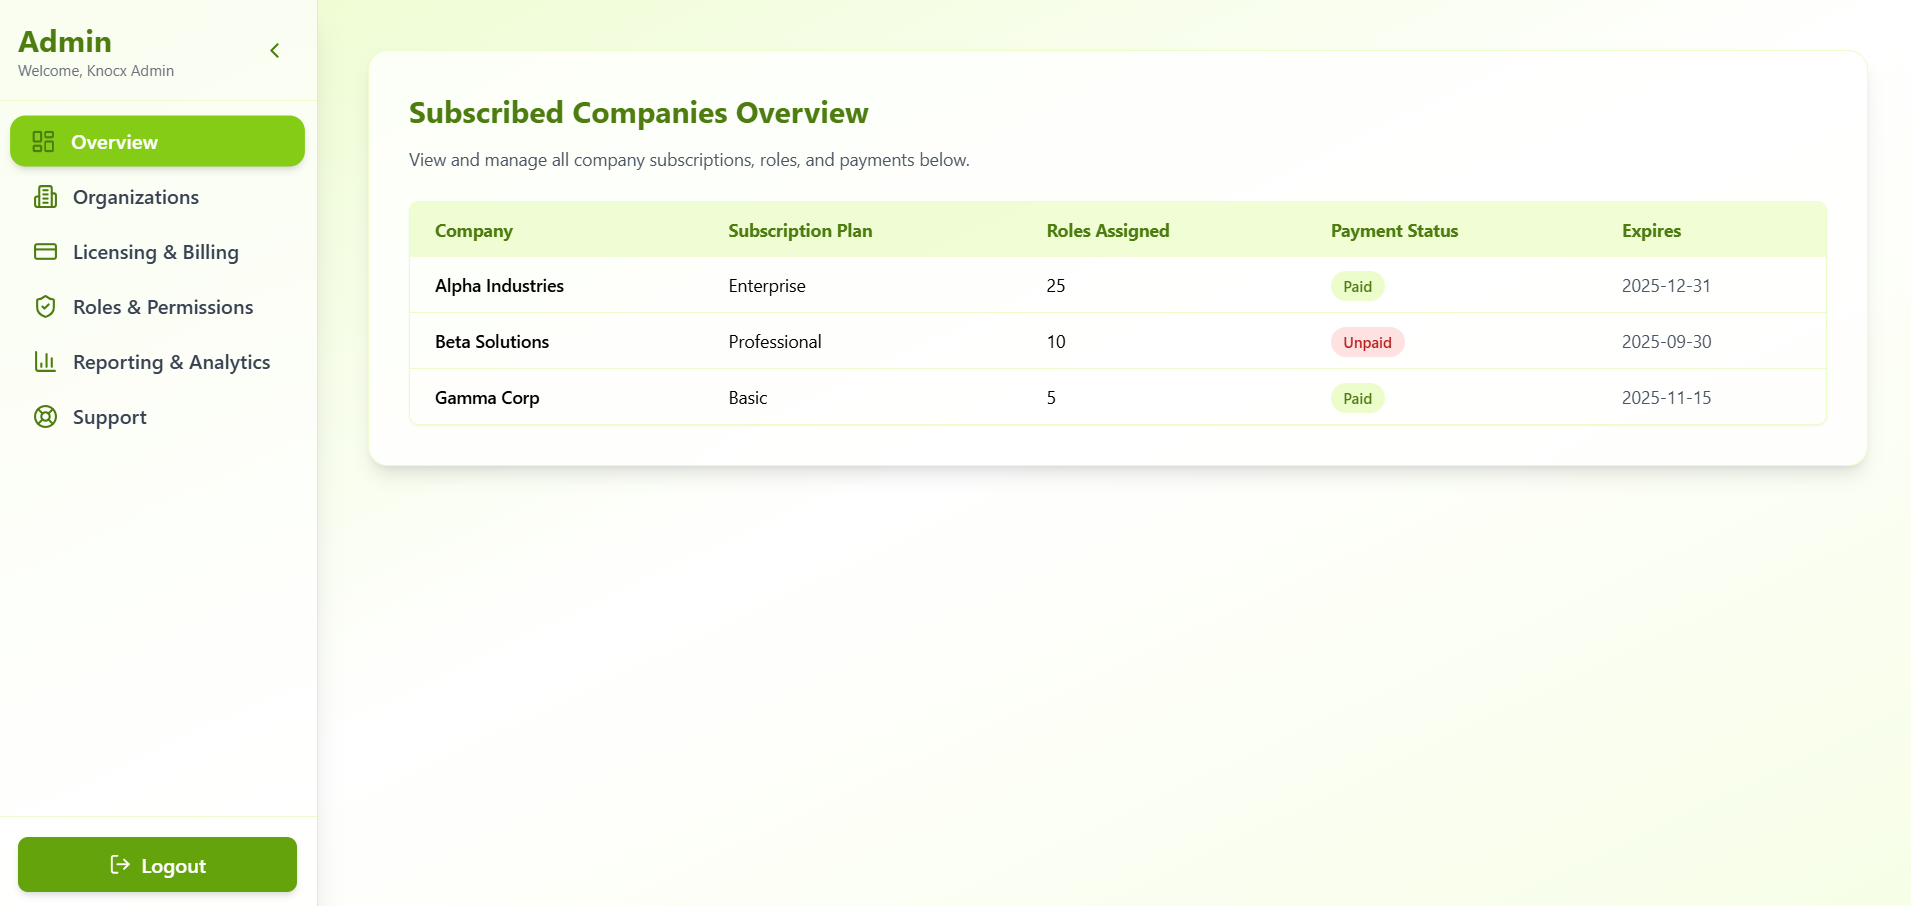 Admin
Welcome, Knocx Admin
Overview
Organizations
Licensing & Billing
Roles & Permissions
Reporting & Analytics
Support
Logout
Subscribed Companies Overview
View and manage all company subscriptions, roles, and payments below.
Company Subscription Plan Roles Assigned Payment Status Expires
Alpha Industries Enterprise 25 Paid 2025-12-31
Beta Solutions Professional 10 Unpaid 2025-09-30
Gamma Corp Basic 5 Paid 2025-11-15